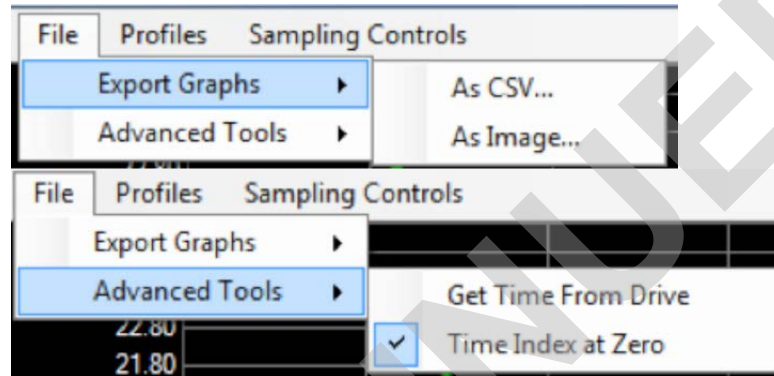 File Profiles Sampling Controls
Export Graphs As CSV...
Advanced Tools As Image...
File Profiles Sampling Controls
Export Graphs
Advanced Tools Get Time From Drive
22.80 Time Index at Zero
21.80